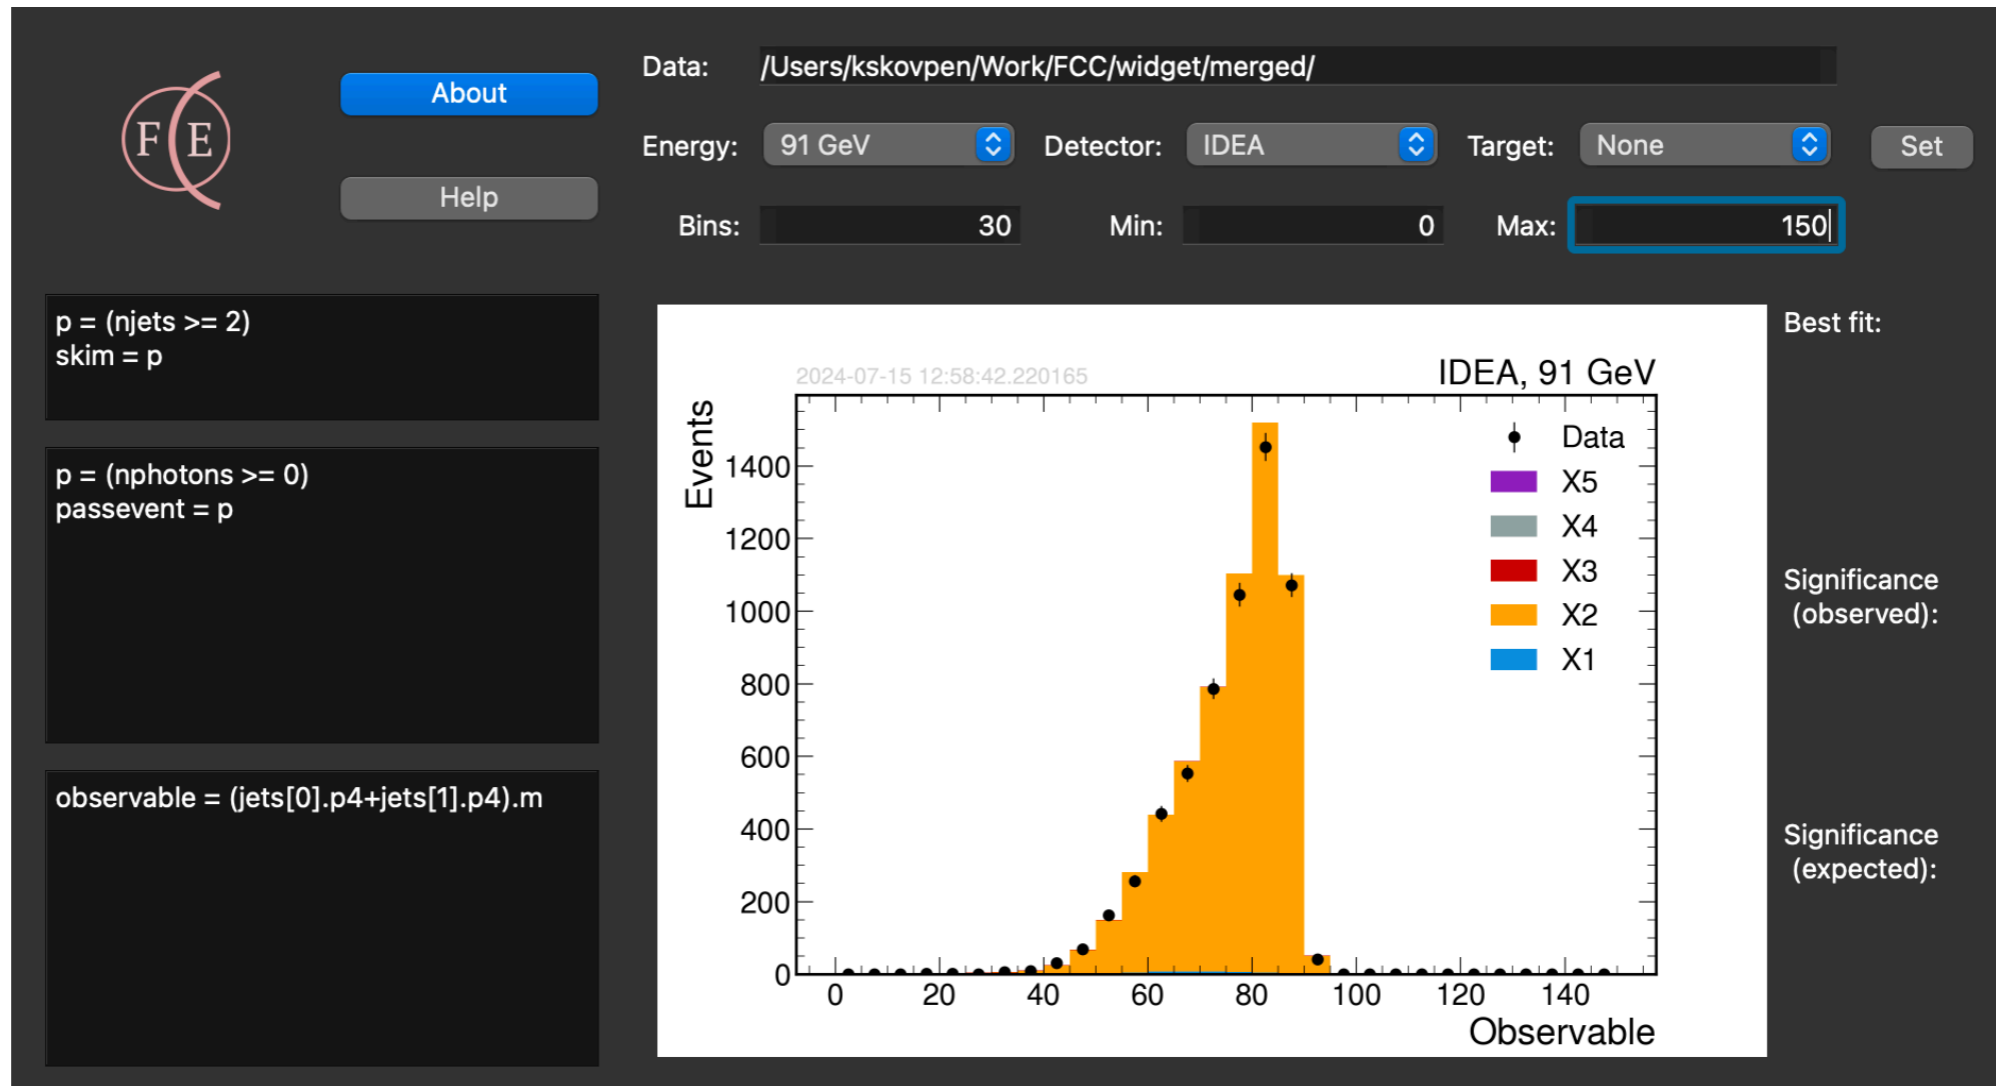 F E
About
Help
Data: /Users/kskovpen/Work/FCC/widget/merged/
Energy: 91 GeV Detector: IDEA Target: None Set
Bins: 30 Min: 0 Max: 150
p = (njets >= 2)
skim = p
p = (nphotons >= 0)
passevent = p
observable = (jets[0].p4+jets[1].p4).m
2024-07-15 12:58:42.220165
IDEA, 91 GeV
Events
1400
1200
1000
800
600
400
200
0
0 20 40 60 80 100 120 140
Observable
Data
X5
X4
X3
X2
X1
Best fit:
Significance
(observed):
Significance
(expected):